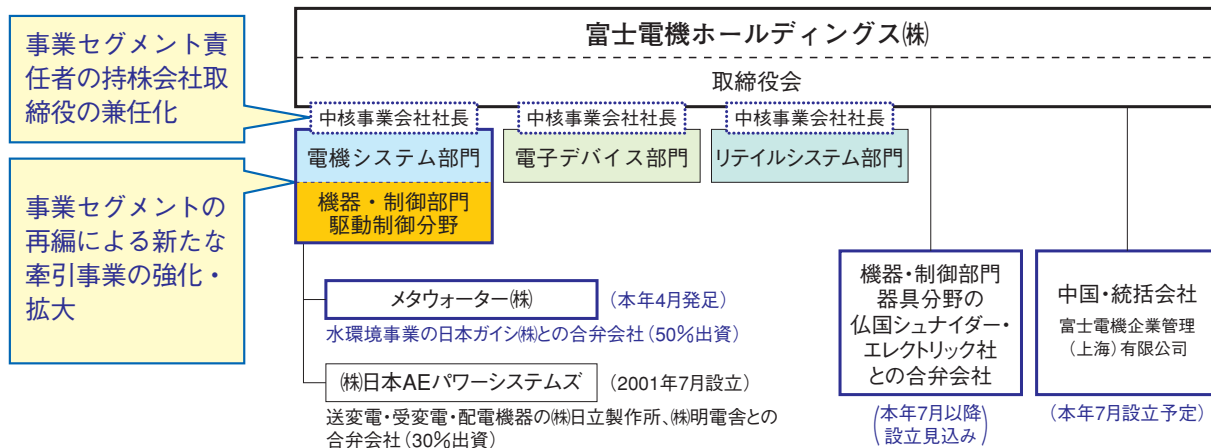 事業セグメント責
任者の持株会社取
締役の兼任化
事業セグメントの
再編による新たな
牽引事業の強化・
拡大
富士電機ホールディングス㈱
取締役会
中核事業会社社長
中核事業会社社長
中核事業会社社長
電機システム部門
電子デバイス部門
リテイルシステム部門
機器・制御部門
駆動制御分野
メタウォーター㈱
(本年4月発足)
水環境事業の日本ガイシ㈱との合弁会社(50%出資)
㈱日本AEパワーシステムズ
(2001年7月設立)
送変電・受変電・配電機器の㈱日立製作所、㈱明電舎との
合弁会社(30%出資)
機器・制御部門
器具分野の
仏国シュナイダー・
エレクトリック社
との合弁会社
(本年7月以降
設立見込み)
中国・統括会社
富士電機企業管理
(上海)有限公司
(本年7月設立予定)